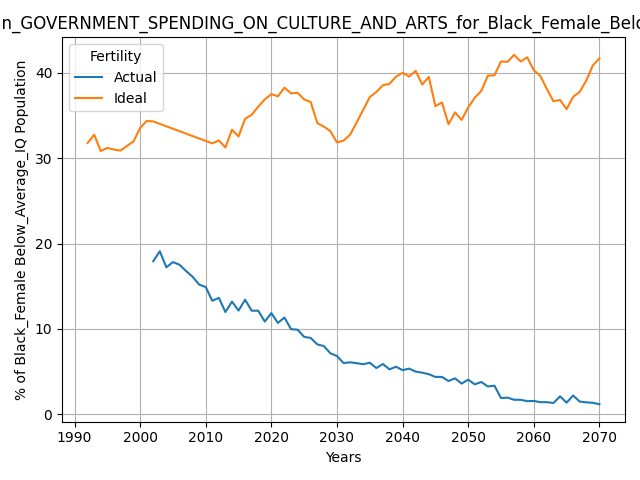 n_GOVERNMENT_SPENDING_ON_CULTURE_AND_ARTS_for_Black_Female_Belo
Fertility
Actual
Ideal
% of Black_Female Below_Average_IQ Population
40
30
20
10
0
1990 2000 2010 2020 2030 2040 2050 2060 2070
Years